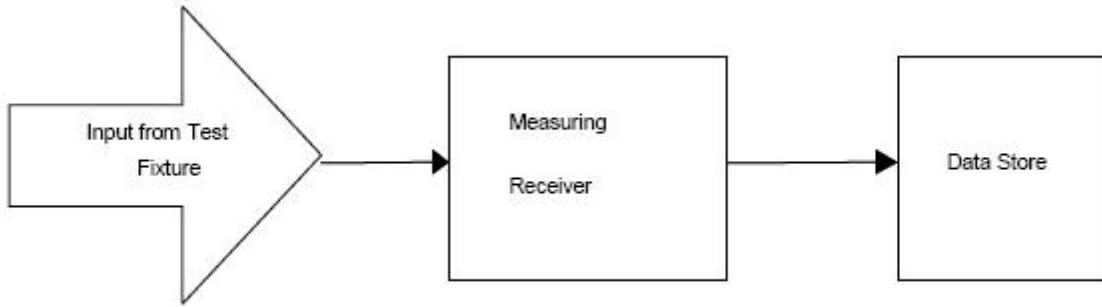 Input from Test
Fixture
Measuring
Receiver
Data Store